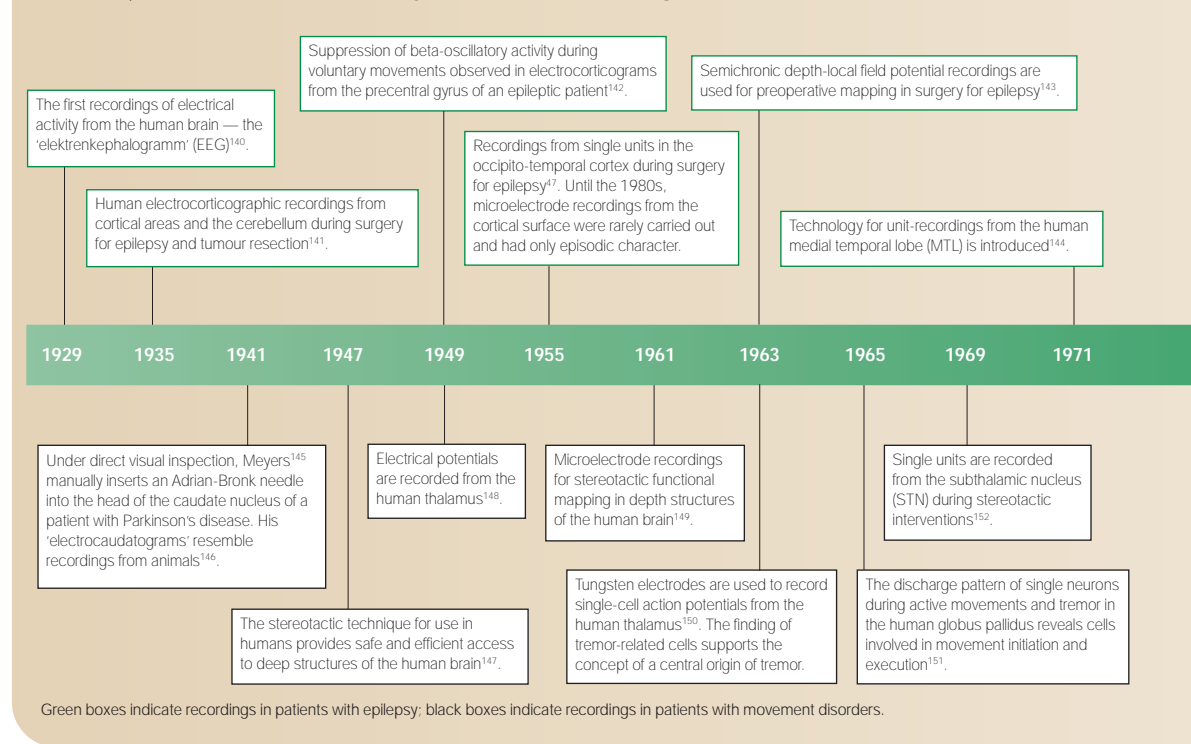 The first recordings of electrical
activity from the human brain — the
‘elektrenkephalogramm’ (EEG)140.
Human electrocorticographic recordings from
cortical areas and the cerebellum during surgery
for epilepsy and tumour resection141.
Suppression of beta-oscillatory activity during
voluntary movements observed in electrocorticograms
from the precentral gyrus of an epileptic patient142.
Recordings from single units in the
occipito-temporal cortex during surgery
for epilepsy47. Until the 1980s,
microelectrode recordings from the
cortical surface were rarely carried out
and had only episodic character.
Semichronic depth-local field potential recordings are
used for preoperative mapping in surgery for epilepsy143.
Technology for unit-recordings from the human
medial temporal lobe (MTL) is introduced144.
1929 1935 1941 1947 1949 1955 1961 1963 1965 1969 1971
Under direct visual inspection, Meyers145
manually inserts an Adrian-Bronk needle
into the head of the caudate nucleus of a
patient with Parkinson’s disease. His
‘electrocaudatograms’ resemble
recordings from animals146.
The stereotactic technique for use in
humans provides safe and efficient access
to deep structures of the human brain147.
Electrical potentials
are recorded from the
human thalamus148.
Microelectrode recordings
for stereotactic functional
mapping in depth structures
of the human brain149.
Tungsten electrodes are used to record
single-cell action potentials from the
human thalamus150. The finding of
tremor-related cells supports the
concept of a central origin of tremor.
The discharge pattern of single neurons
during active movements and tremor in
the human globus pallidus reveals cells
involved in movement initiation and
execution151.
Single units are recorded
from the subthalamic nucleus
(STN) during stereotactic
interventions152.
Green boxes indicate recordings in patients with epilepsy; black boxes indicate recordings in patients with movement disorders.